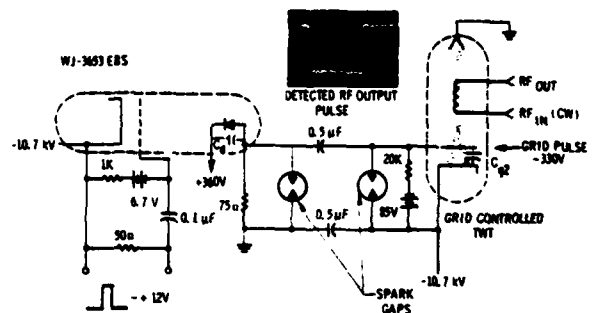 WJ-3653 EBS
-10.7 kV
1K
6.7 V
0.1 μF
50Ω
~ +12V
+360V
75Ω
DETECTED RF OUTPUT
PULSE
0.5 μF
0.5 μF
20K
85V
SPARK
GAPS
RF OUT
RF IN (CW)
GRID PULSE
~330V
C g2
GRID CONTROLLED
TWT
-10.7 kV